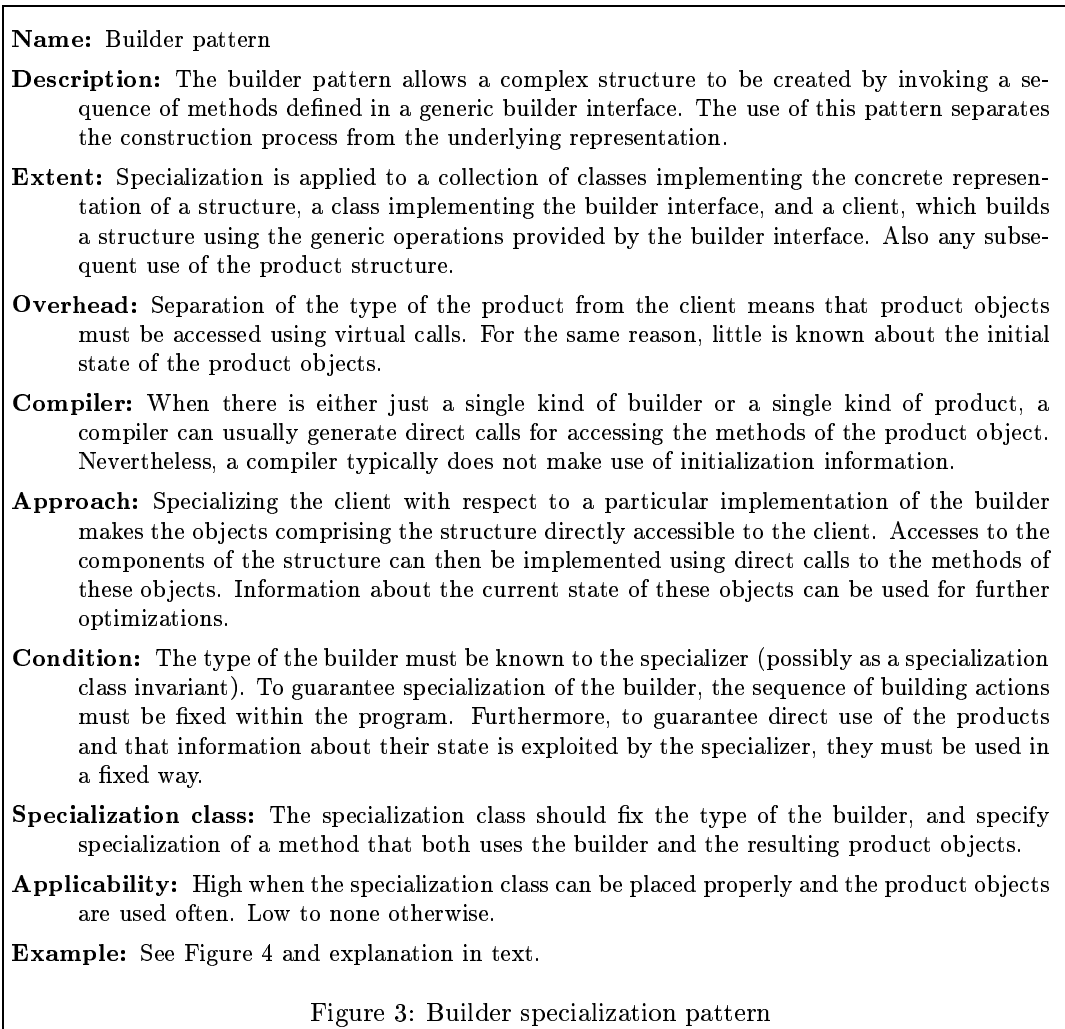 Name: Builder pattern
Description: The builder pattern allows a complex structure to be created by invoking a se-
quence of methods defined in a generic builder interface. The use of this pattern separates
the construction process from the underlying representation.
Extent: Specialization is applied to a collection of classes implementing the concrete represen-
tation of a structure, a class implementing the builder interface, and a client, which builds
a structure using the generic operations provided by the builder interface. Also any subse-
quent use of the product structure.
Overhead: Separation of the type of the product from the client means that product objects
must be accessed using virtual calls. For the same reason, little is known about the initial
state of the product objects.
Compiler: When there is either just a single kind of builder or a single kind of product, a
compiler can usually generate direct calls for accessing the methods of the product object.
Nevertheless, a compiler typically does not make use of initialization information.
Approach: Specializing the client with respect to a particular implementation of the builder
makes the objects comprising the structure directly accessible to the client. Accesses to the
components of the structure can then be implemented using direct calls to the methods of
these objects. Information about the current state of these objects can be used for further
optimizations.
Condition: The type of the builder must be known to the specializer (possibly as a specialization
class invariant). To guarantee specialization of the builder, the sequence of building actions
must be fixed within the program. Furthermore, to guarantee direct use of the products
and that information about their state is exploited by the specializer, they must be used in
a fixed way.
Specialization class: The specialization class should fix the type of the builder, and specify
specialization of a method that both uses the builder and the resulting product objects.
Applicability: High when the specialization class can be placed properly and the product objects
are used often. Low to none otherwise.
Example: See Figure 4 and explanation in text.
Figure 3: Builder specialization pattern